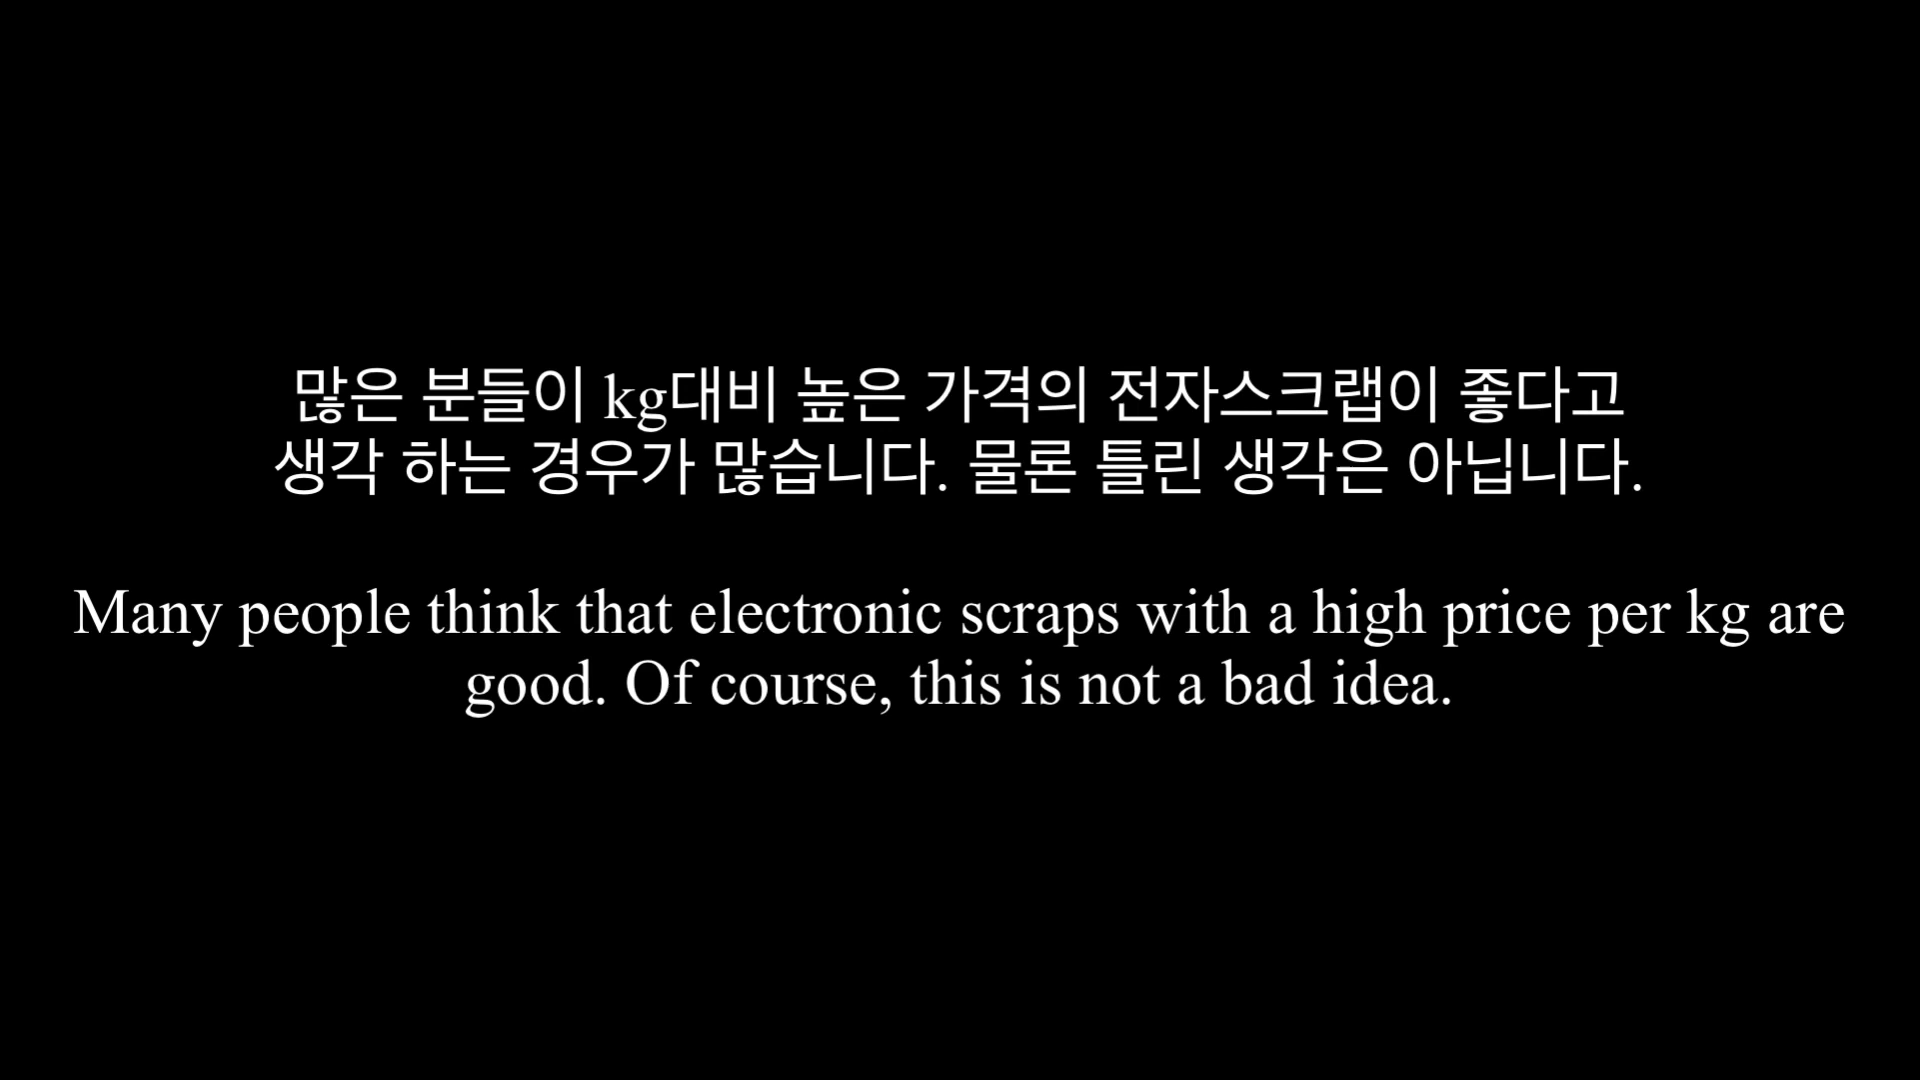 많은 분들이 kg대비 높은 가격의 전자스크랩이 좋다고
생각 하는 경우가 많습니다. 물론 틀린 생각은 아닙니다.
Many people think that electronic scraps with a high price per kg are
good. Of course, this is not a bad idea.